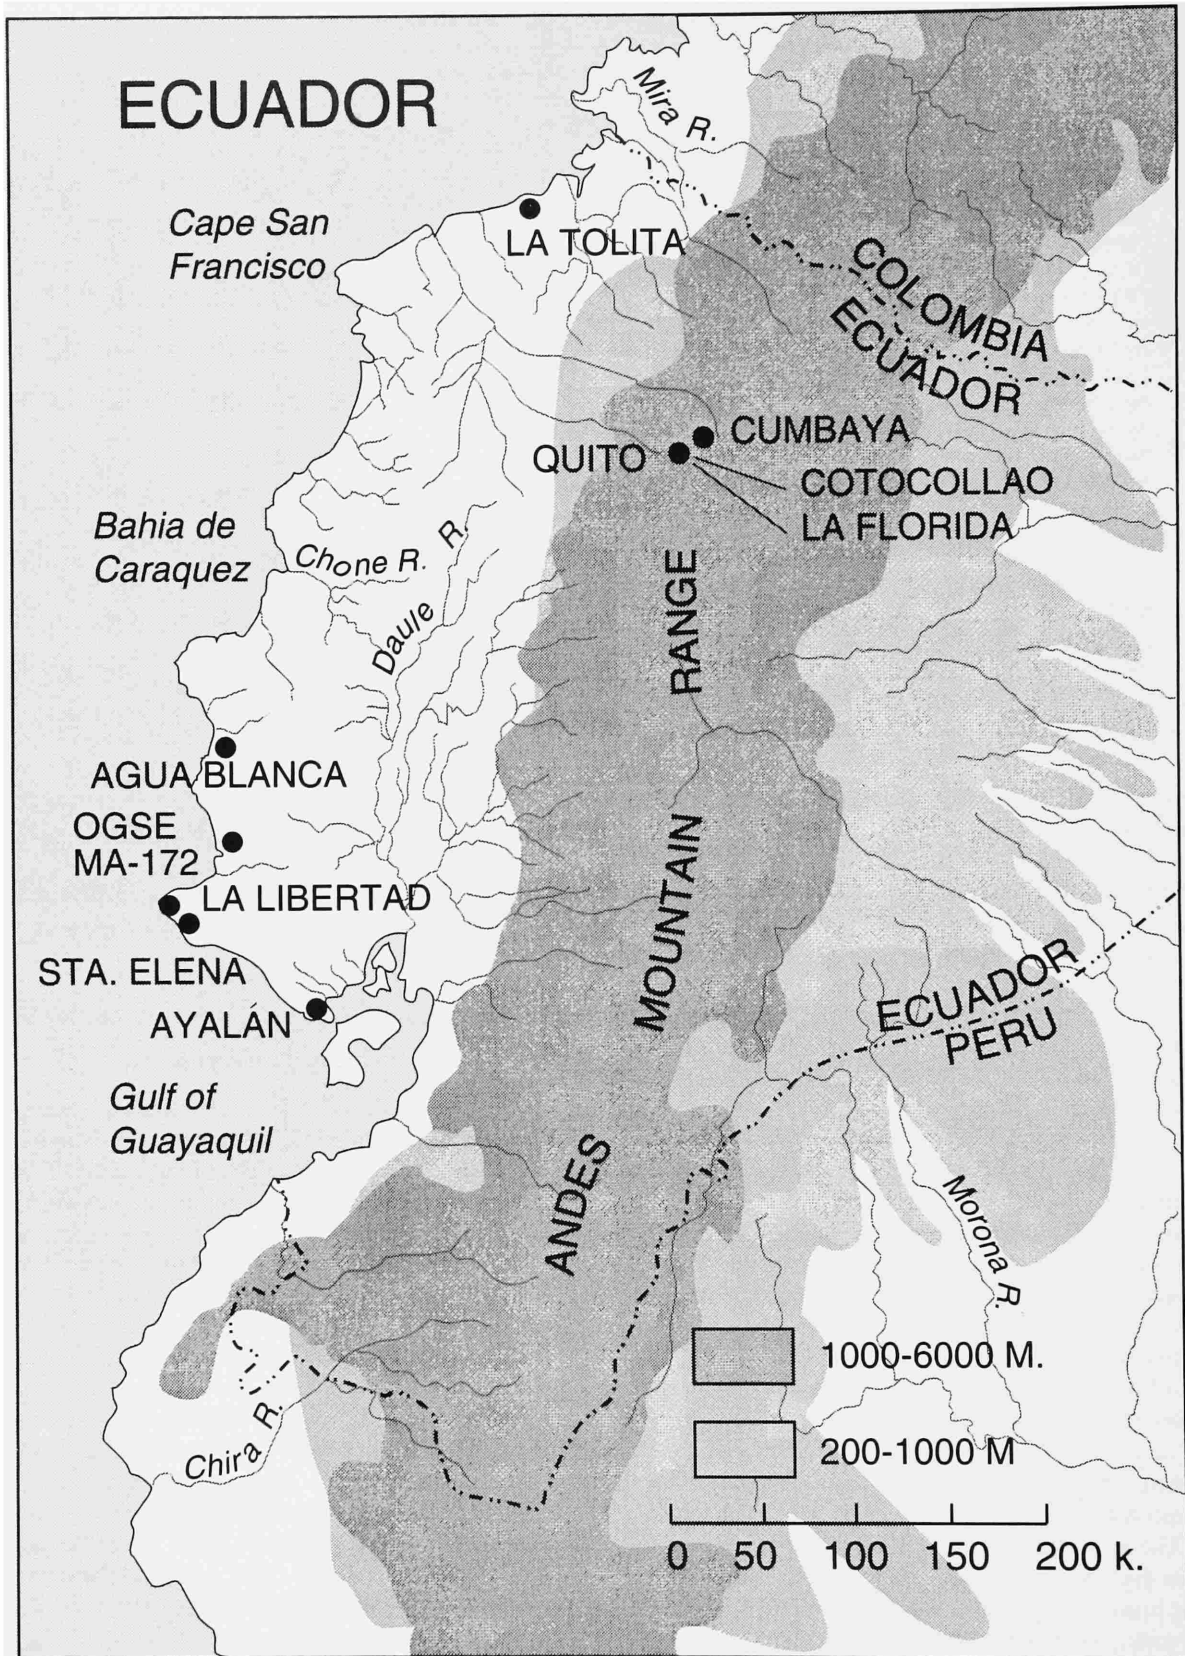 ECUADOR
Mira R.
Cape San
Francisco
LA TOLITA
COLOMBIA
ECUADOR
CUMBAYA
QUITO
COTOCOLLAO
LA FLORIDA
Bahia de
Caraquez
Chone R.
Daule R.
RANGE
AGUA BLANCA
OGSE
MA-172
LA LIBERTAD
MOUNTAIN
STA. ELENA
AYALÁN
ECUADOR
PERU
Gulf of
Guayaquil
ANDES
Morona R.
1000-6000 M.
Chira R.
200-1000 M
0 50 100 150 200 k.